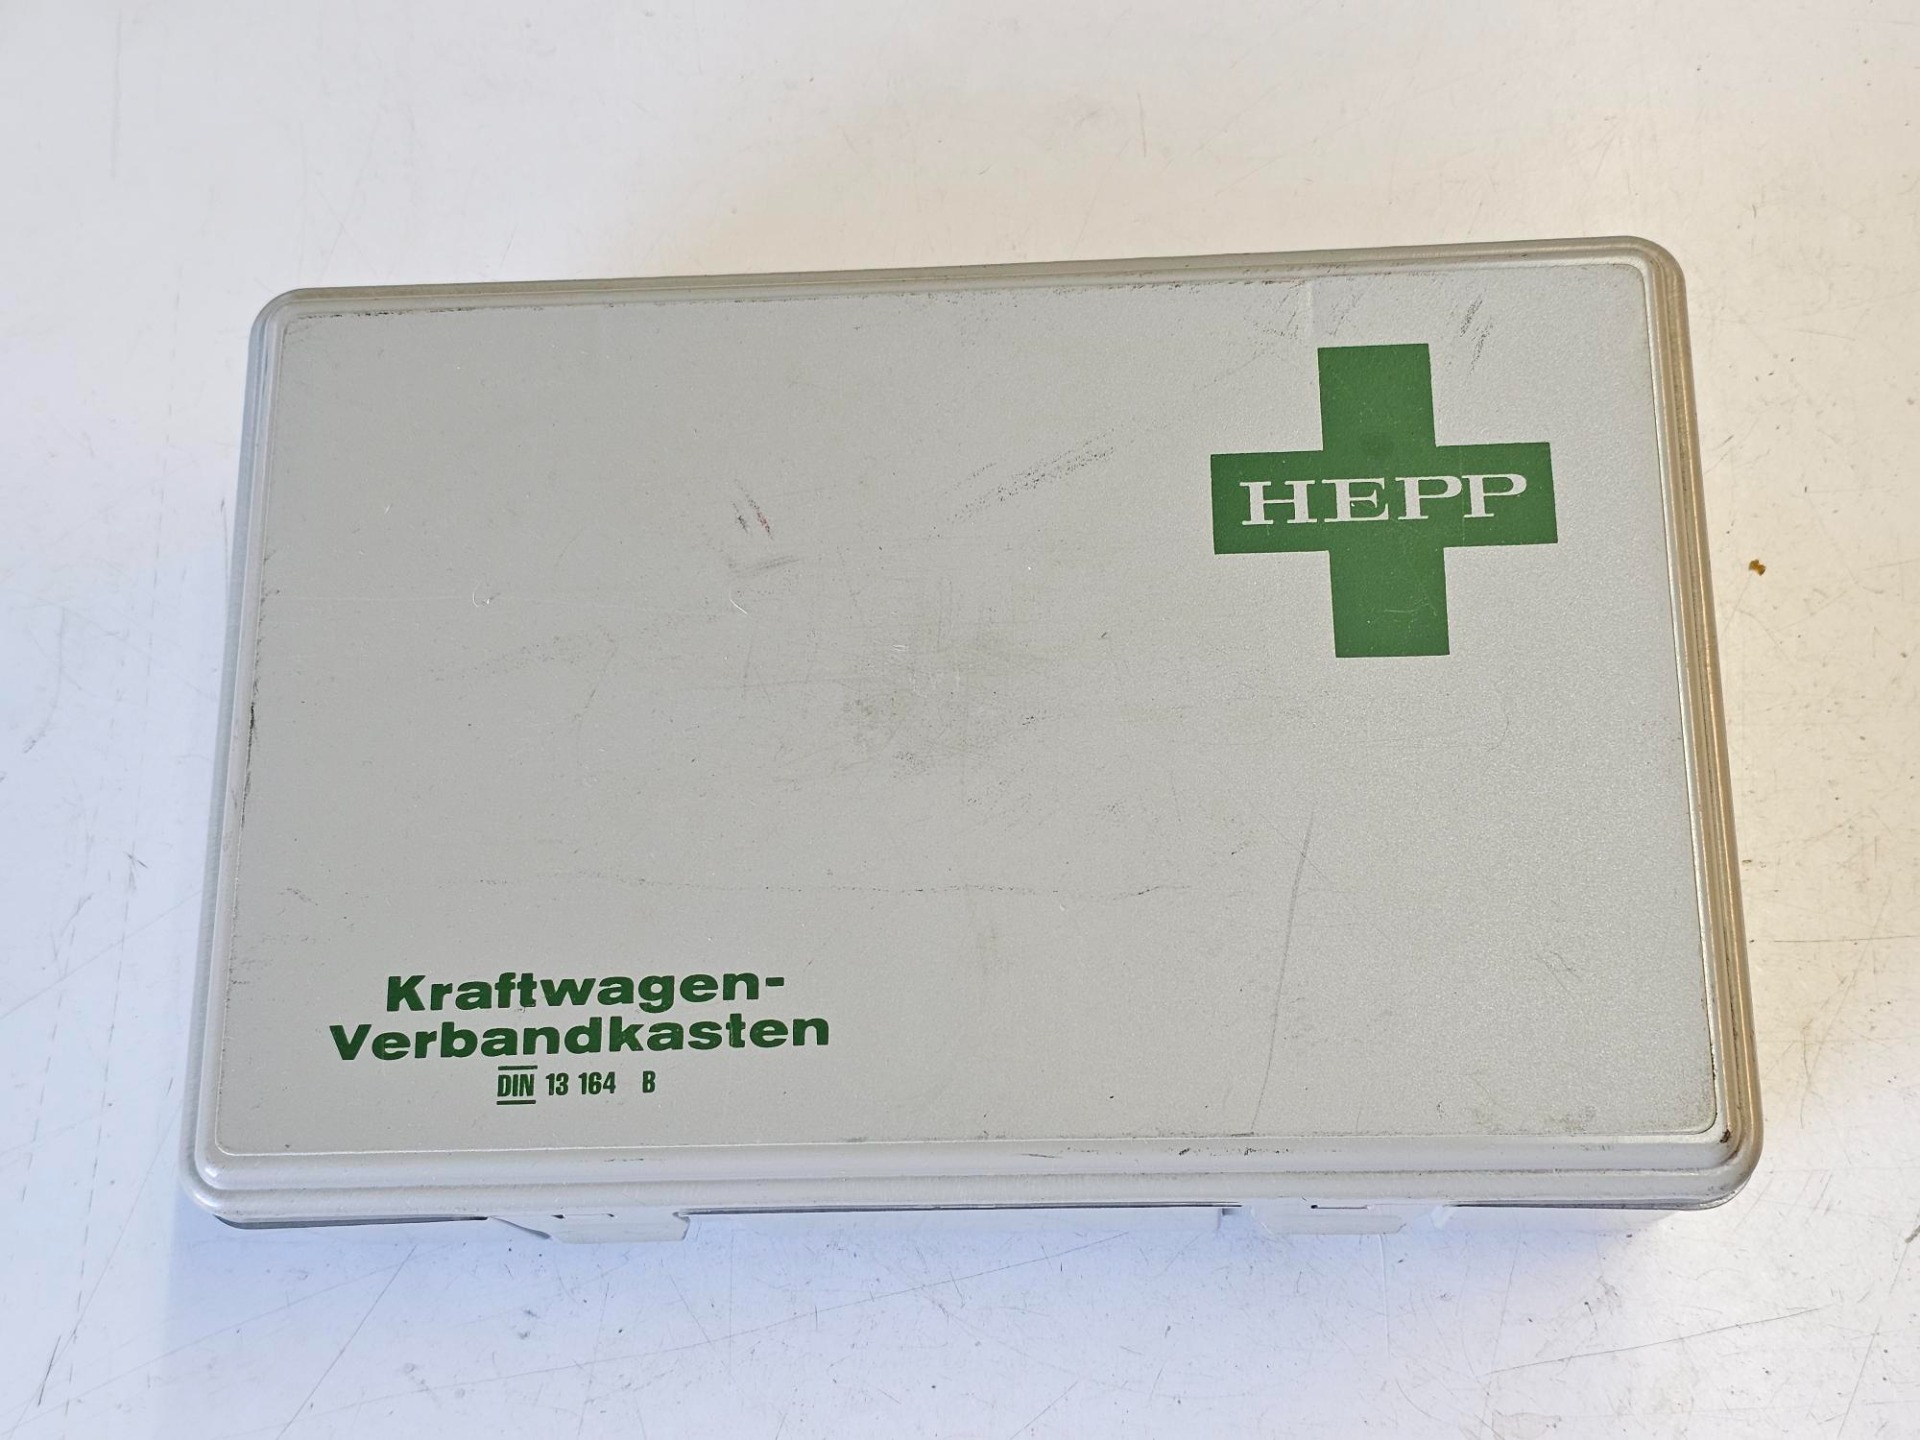 HEPP
Kraftwagen-
Verbandkasten
DIN 13 164 B